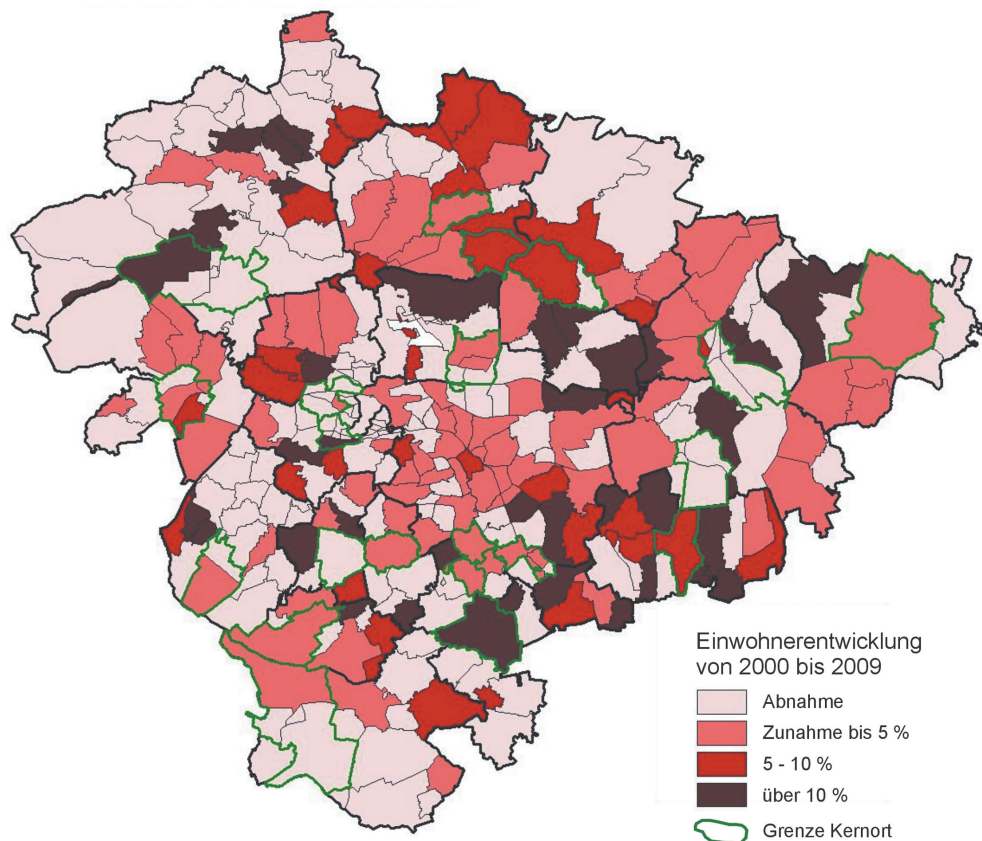 Einwohnerentwicklung
von 2000 bis 2009
Abnahme
Zunahme bis 5 %
5 - 10 %
über 10 %
Grenze Kernort